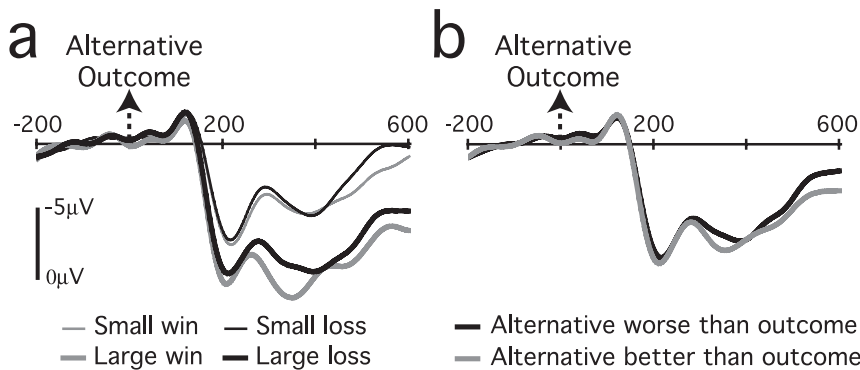 a
Alternative
Outcome
-200
200
600
-5µV
0µV
Small win
Small loss
Large win
Large loss
b
Alternative
Outcome
-200
200
600
Alternative worse than outcome
Alternative better than outcome